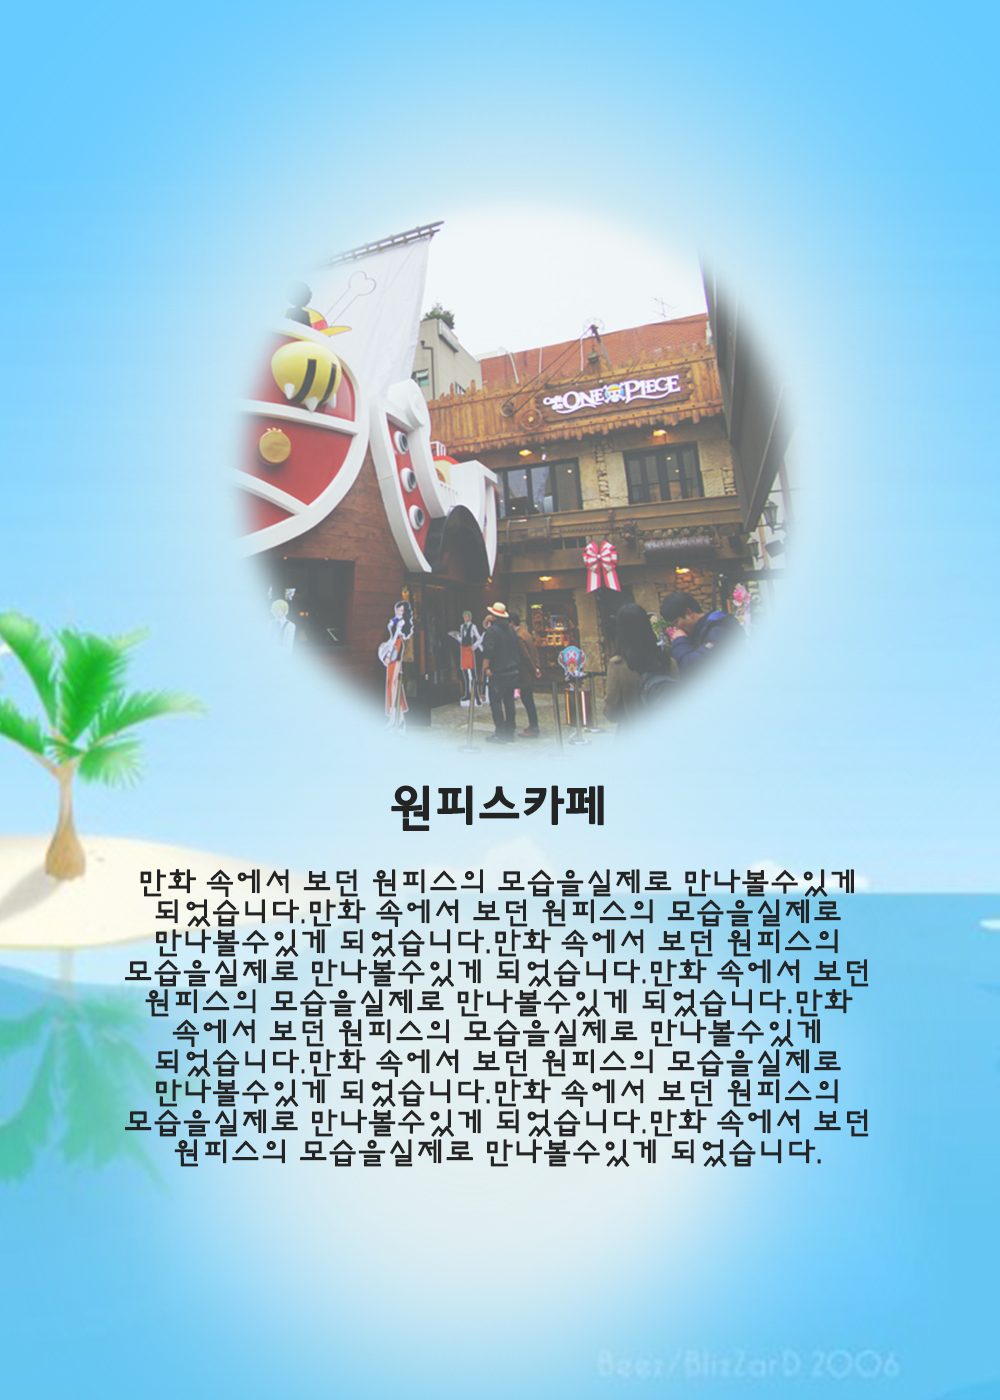 Cafe de ONE PIECE
원피스카페
만화 속에서 보던 원피스의 모습을실제로 만나볼수있게
되었습니다.만화 속에서 보던 원피스의 모습을실제로
만나볼수있게 되었습니다.만화 속에서 보던 원피스의
모습을실제로 만나볼수있게 되었습니다.만화 속에서 보던
원피스의 모습을실제로 만나볼수있게 되었습니다.만화
속에서 보던 원피스의 모습을실제로 만나볼수있게
되었습니다.만화 속에서 보던 원피스의 모습을실제로
만나볼수있게 되었습니다.만화 속에서 보던 원피스의
모습을실제로 만나볼수있게 되었습니다.만화 속에서 보던
원피스의 모습을실제로 만나볼수있게 되었습니다.
Beez/BlizZarD 2006